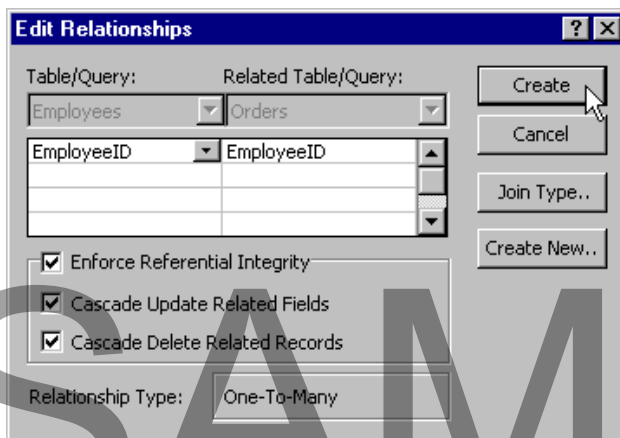 Edit Relationships
Table/Query: Related Table/Query:
Employees Orders
EmployeeID EmployeeID
Enforce Referential Integrity
Cascade Update Related Fields
Cascade Delete Related Records
Relationship Type: One-To-Many
Create
Cancel
Join Type..
Create New..
SAM